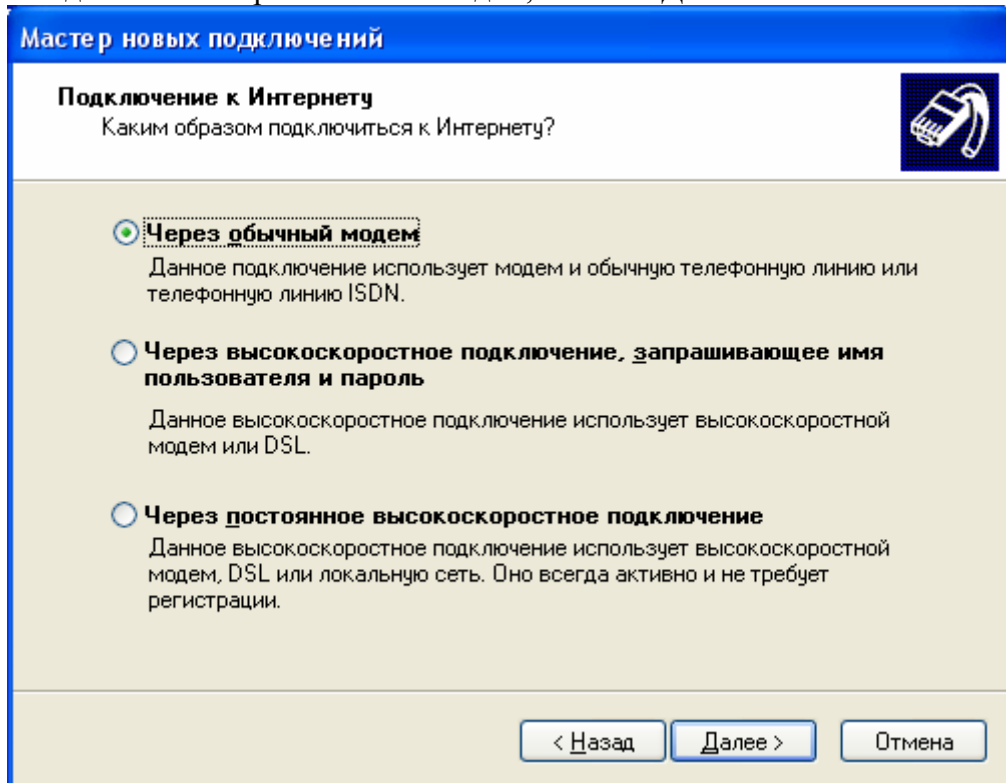 Мастер новых подключений
Подключение к Интернету
Каким образом подключиться к Интернету?
Через обычный модем
Данное подключение использует модем и обычную телефонную линию или
телефонную линию ISDN.
Через высокоскоростное подключение, запрашивающее имя
пользователя и пароль
Данное высокоскоростное подключение использует высокоскоростной
модем или DSL.
Через постоянное высокоскоростное подключение
Данное высокоскоростное подключение использует высокоскоростной
модем, DSL или локальную сеть. Оно всегда активно и не требует
регистрации.
< Назад Далее > Отмена